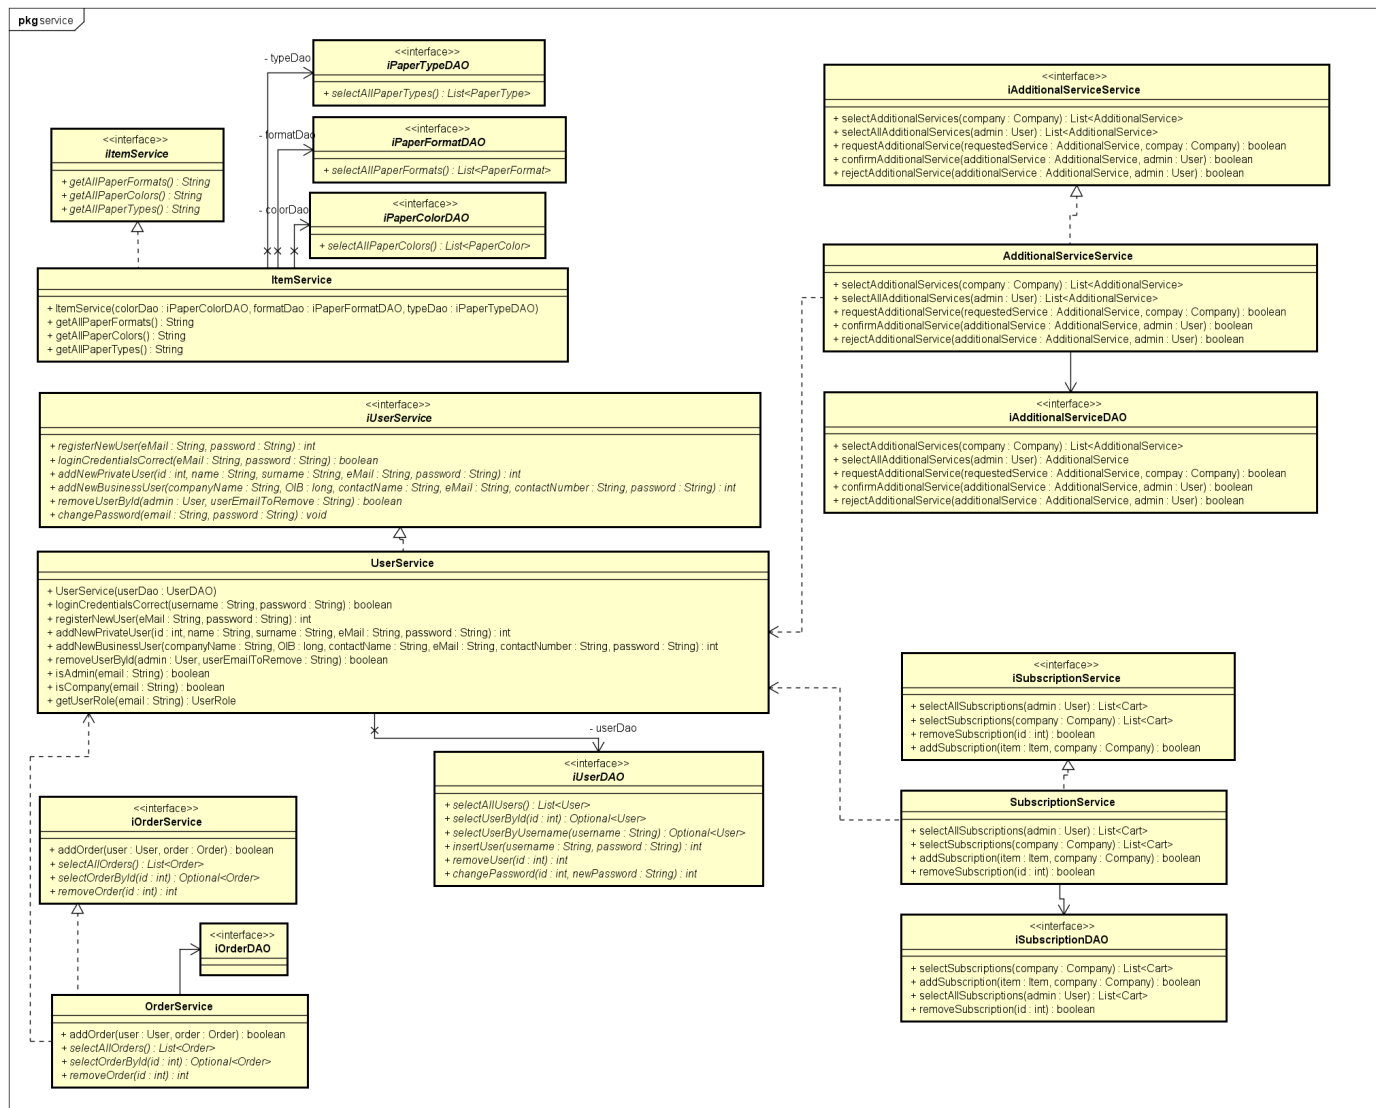 pkg service
<<interface>>
iPaperTypeDAO
+ selectAllPaperTypes() : List<PaperType>
- typeDao
<<interface>>
iPaperFormatDAO
+ selectAllPaperFormats() : List<PaperFormat>
- formatDao
<<interface>>
iPaperColorDAO
+ selectAllPaperColors() : List<PaperColor>
- colorDao
<<interface>>
iItemService
+ getAllPaperFormats() : String
+ getAllPaperColors() : String
+ getAllPaperTypes() : String
ItemService
+ ItemService(colorDao : iPaperColorDAO, formatDao : iPaperFormatDAO, typeDao : iPaperTypeDAO)
+ getAllPaperFormats() : String
+ getAllPaperColors() : String
+ getAllPaperTypes() : String
<<interface>>
iAdditionalServiceService
+ selectAdditionalServices(company : Company) : List<AdditionalService>
+ selectAllAdditionalServices(admin : User) : List<AdditionalService>
+ requestAdditionalService(requestedService : AdditionalService, compay : Company) : boolean
+ confirmAdditionalService(additionalService : AdditionalService, admin : User) : boolean
+ rejectAdditionalService(additionalService : AdditionalService, admin : User) : boolean
AdditionalServiceService
+ selectAdditionalServices(company : Company) : List<AdditionalService>
+ selectAllAdditionalServices(admin : User) : List<AdditionalService>
+ requestAdditionalService(requestedService : AdditionalService, compay : Company) : boolean
+ confirmAdditionalService(additionalService : AdditionalService, admin : User) : boolean
+ rejectAdditionalService(additionalService : AdditionalService, admin : User) : boolean
<<interface>>
iAdditionalServiceDAO
+ selectAdditionalServices(company : Company) : List<AdditionalService>
+ selectAllAdditionalServices(admin : User) : AdditionalService
+ requestAdditionalService(requestedService : AdditionalService, compay : Company) : boolean
+ confirmAdditionalService(additionalService : AdditionalService, admin : User) : boolean
+ rejectAdditionalService(additionalService : AdditionalService, admin : User) : boolean
<<interface>>
iUserService
+ registerNewUser(eMail : String, password : String) : int
+ loginCredentialsCorrect(eMail : String, password : String) : boolean
+ addNewPrivateUser(id : int, name : String, surname : String, eMail : String, password : String) : int
+ addNewBusinessUser(companyName : String, OIB : long, contactName : String, eMail : String, contactNumber : String, password : String) : int
+ removeUserById(admin : User, userEmailToRemove : String) : boolean
+ changePassword(email : String, password : String) : void
UserService
+ UserService(userDao : UserDAO)
+ loginCredentialsCorrect(username : String, password : String) : boolean
+ registerNewUser(eMail : String, password : String) : int
+ addNewPrivateUser(id : int, name : String, surname : String, eMail : String, password : String) : int
+ addNewBusinessUser(companyName : String, OIB : long, contactName : String, eMail : String, contactNumber : String, password : String) : int
+ removeUserById(admin : User, userEmailToRemove : String) : boolean
+ isAdmin(email : String) : boolean
+ isCompany(email : String) : boolean
+ getUserRole(email : String) : UserRole
- userDao
<<interface>>
iUserDAO
+ selectAllUsers() : List<User>
+ selectUserById(id : int) : Optional<User>
+ selectUserByUsername(username : String) : Optional<User>
+ insertUser(username : String, password : String) : int
+ removeUser(id : int) : int
+ changePassword(id : int, newPassword : String) : int
<<interface>>
iOrderService
+ addOrder(user : User, order : Order) : boolean
+ selectAllOrders() : List<Order>
+ selectOrderById(id : int) : Optional<Order>
+ removeOrder(id : int) : int
<<interface>>
iOrderDAO
OrderService
+ addOrder(user : User, order : Order) : boolean
+ selectAllOrders() : List<Order>
+ selectOrderById(id : int) : Optional<Order>
+ removeOrder(id : int) : int
<<interface>>
iSubscriptionService
+ selectAllSubscriptions(admin : User) : List<Cart>
+ selectSubscriptions(company : Company) : List<Cart>
+ removeSubscription(id : int) : boolean
+ addSubscription(item : Item, company : Company) : boolean
SubscriptionService
+ selectAllSubscriptions(admin : User) : List<Cart>
+ selectSubscriptions(company : Company) : List<Cart>
+ addSubscription(item : Item, company : Company) : boolean
+ removeSubscription(id : int) : boolean
<<interface>>
iSubscriptionDAO
+ selectSubscriptions(company : Company) : List<Cart>
+ addSubscription(item : Item, company : Company) : boolean
+ selectAllSubscriptions(admin : User) : List<Cart>
+ removeSubscription(id : int) : boolean